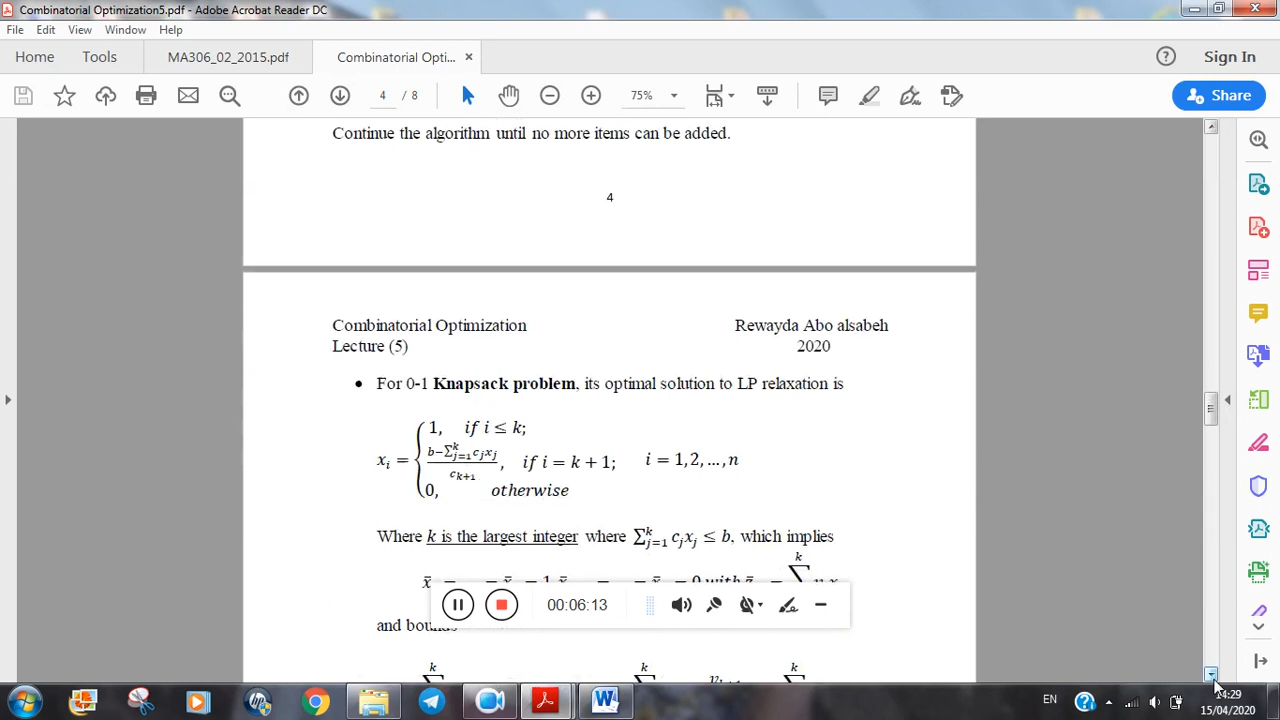 Combinatorial Optimization5.pdf - Adobe Acrobat Reader DC
File Edit View Window Help
Home Tools MA306_02_2015.pdf Combinatorial Opti... × Sign In
4 / 8 75% Share
Continue the algorithm until no more items can be added.
4
Combinatorial Optimization Rewayda Abo alsabeh
Lecture (5) 2020
• For 0-1 Knapsack problem, its optimal solution to LP relaxation is
1, if i ≤ k;
x_i = { (b−∑_{j=1}^{k} c_j x_j) / c_{k+1}, if i = k + 1; i = 1,2, ..., n
0, otherwise
Where k is the largest integer where ∑_{j=1}^{k} c_j x_j ≤ b, which implies
k
00:06:13
and bounds
k k k
EN 14:29
15/04/2020